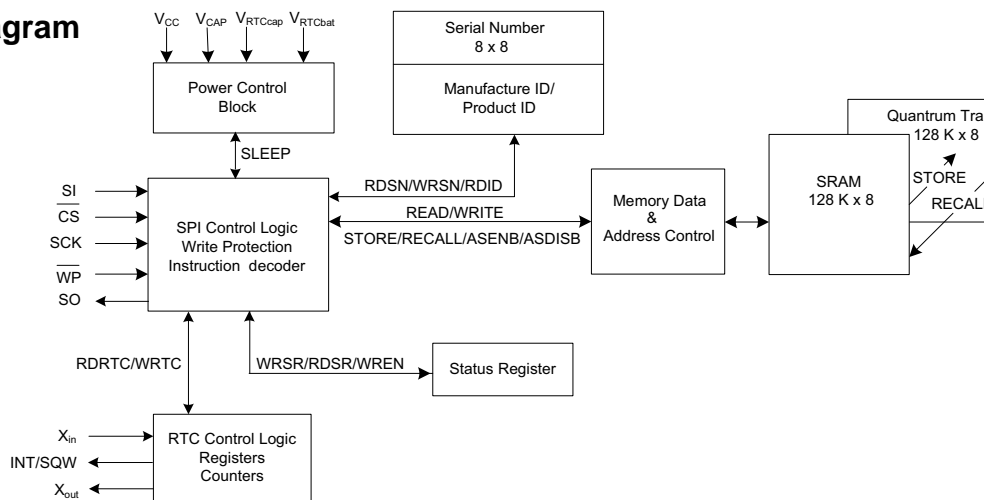 agram
VCC VCAP VRTCcap VRTCbat
Power Control
Block
Serial Number
8 x 8
Manufacture ID/
Product ID
SLEEP
RDSN/WRSN/RDID
SI
CS
SCK
WP
SO
SPI Control Logic
Write Protection
Instruction decoder
READ/WRITE
STORE/RECALL/ASENB/ASDISB
Memory Data
&
Address Control
Quantum Tra
128 K x 8
SRAM
128 K x 8
STORE
RECALL
RDRTC/WRTC
WRSR/RDSR/WREN
Status Register
Xin
INT/SQW
Xout
RTC Control Logic
Registers
Counters